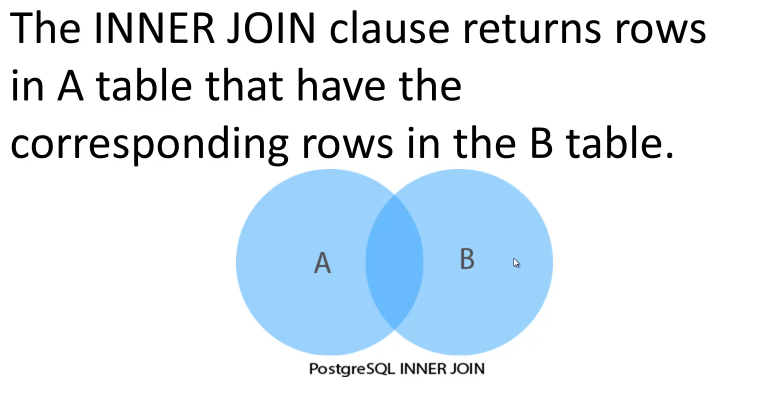 The INNER JOIN clause returns rows
in A table that have the
corresponding rows in the B table.
A
B
PostgreSQL INNER JOIN